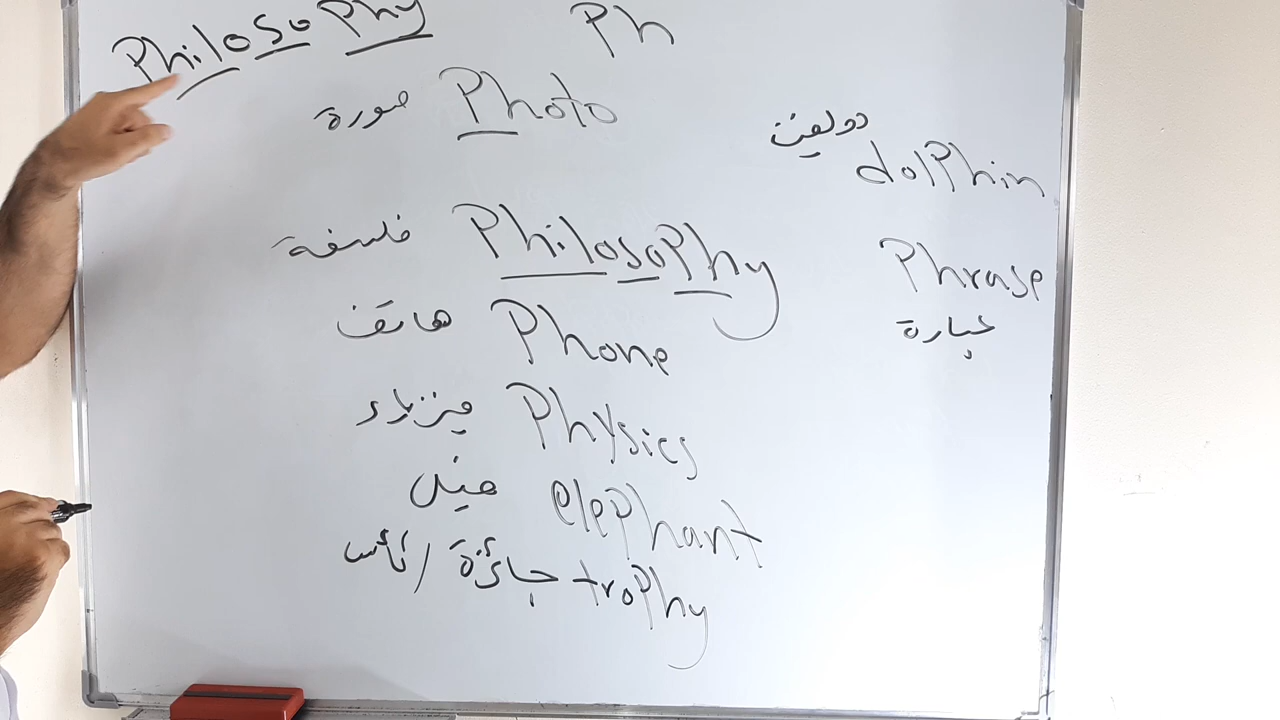 Philosophy
Ph
صورة Photo
دولفين
dolPhin
فلسفة PhilosoPhy
Phrase
عبارة
هاتف Phone
فيزياء Physics
فيل elePhant
جائزة / كأس troPhy